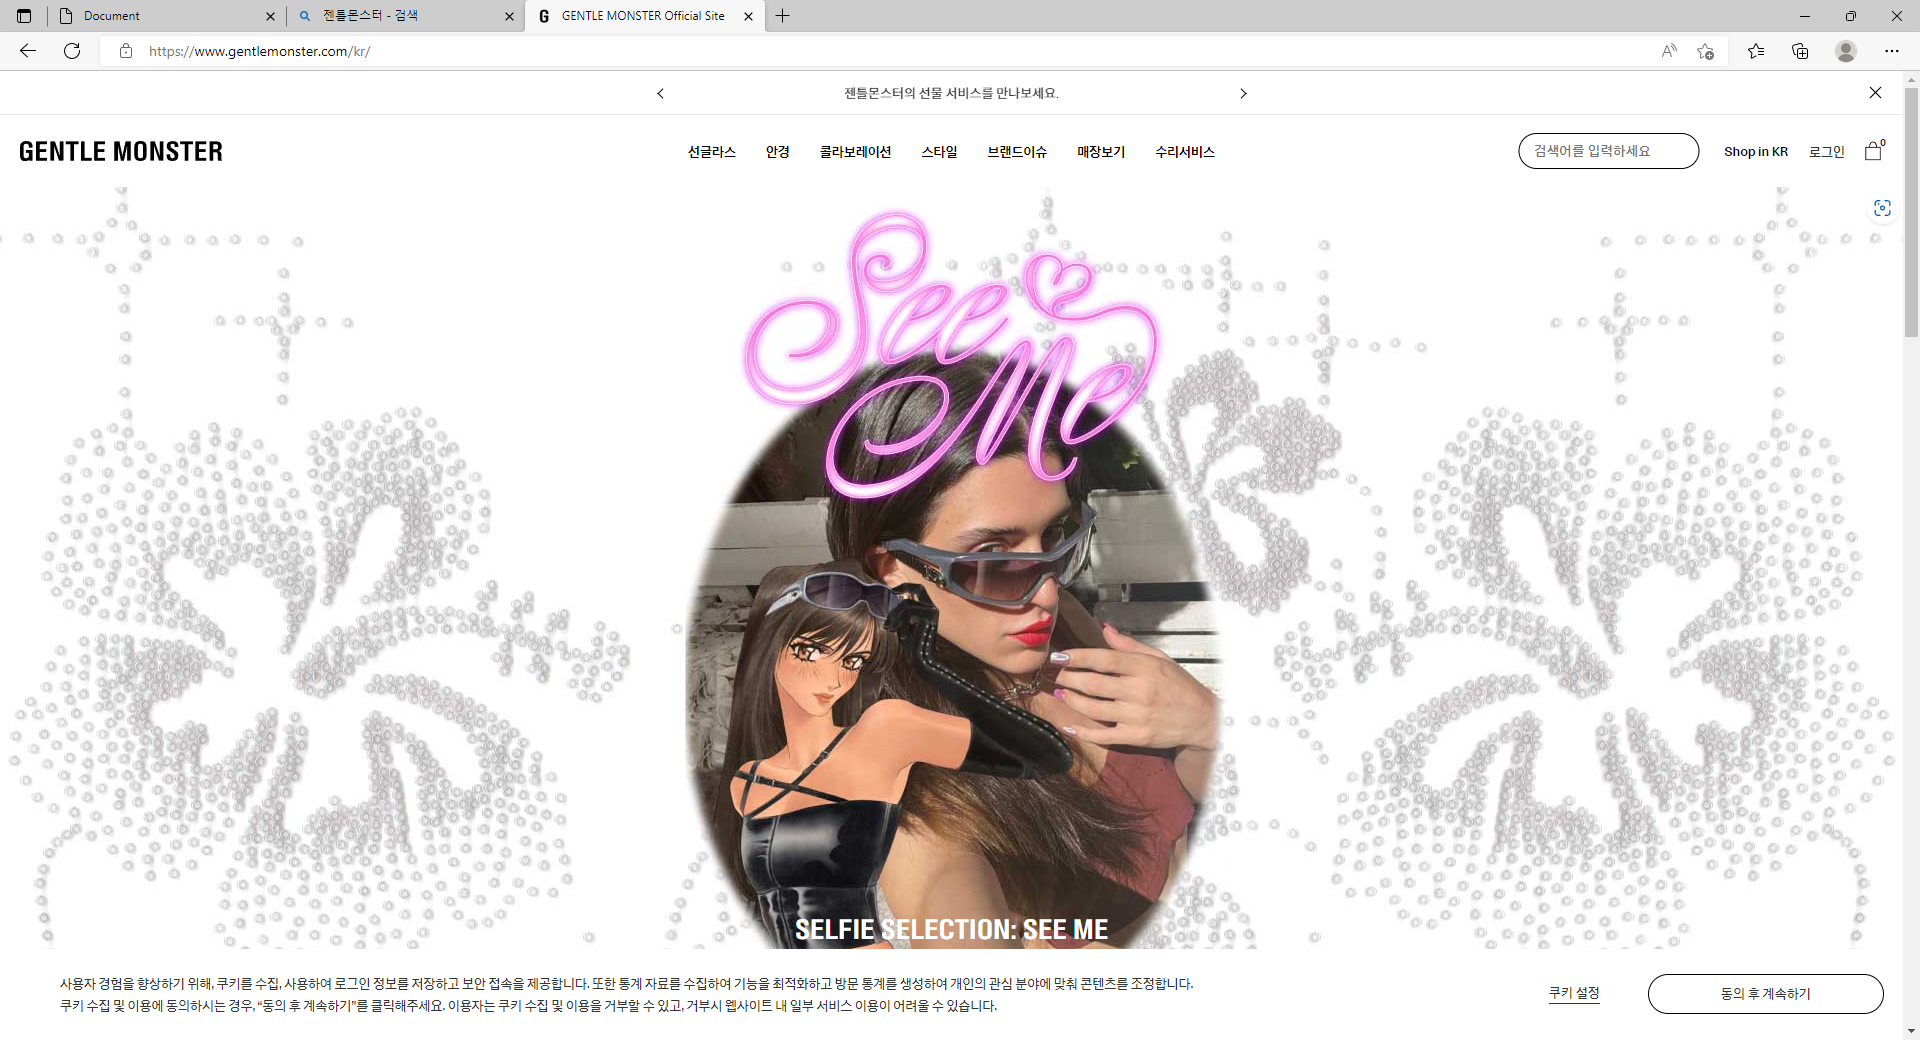 Document
젠틀몬스터 - 검색
G GENTLE MONSTER Official Site
https://www.gentlemonster.com/kr/
젠틀몬스터의 선물 서비스를 만나보세요.
GENTLE MONSTER
선글라스 안경 콜라보레이션 스타일 브랜드이슈 매장보기 수리서비스
검색어를 입력하세요
Shop in KR 로그인 0
See Me
SELFIE SELECTION: SEE ME
사용자 경험을 향상하기 위해, 쿠키를 수집, 사용하여 로그인 정보를 저장하고 보안 접속을 제공합니다. 또한 통계 자료를 수집하여 기능을 최적화하고 방문 통계를 생성하여 개인의 관심 분야에 맞춰 콘텐츠를 조정합니다.
쿠키 수집 및 이용에 동의하시는 경우, “동의 후 계속하기”를 클릭해주세요. 이용자는 쿠키 수집 및 이용을 거부할 수 있고, 거부시 웹사이트 내 일부 서비스 이용이 어려울 수 있습니다.
쿠키 설정
동의 후 계속하기